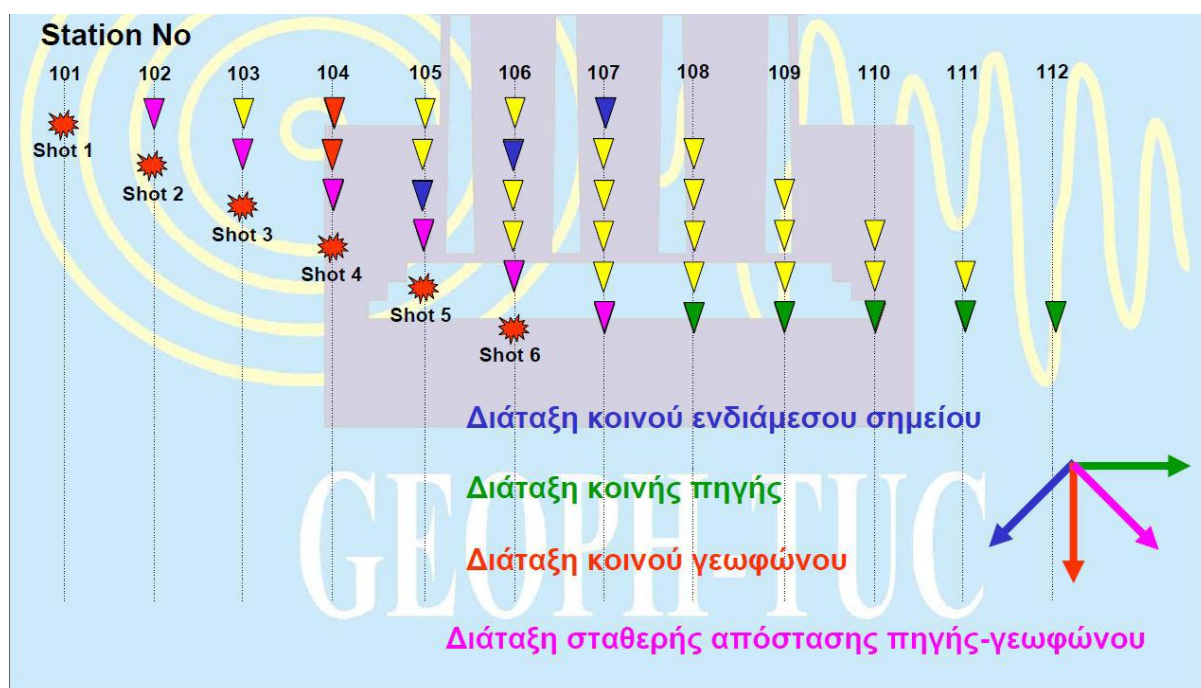 Station No
101 102 103 104 105 106 107 108 109 110 111 112
Shot 1
Shot 2
Shot 3
Shot 4
Shot 5
Shot 6
Διάταξη κοινού ενδιάμεσου σημείου
Διάταξη κοινής πηγής
GEOPH-TUC
Διάταξη κοινού γεωφώνου
Διάταξη σταθερής απόστασης πηγής-γεωφώνου